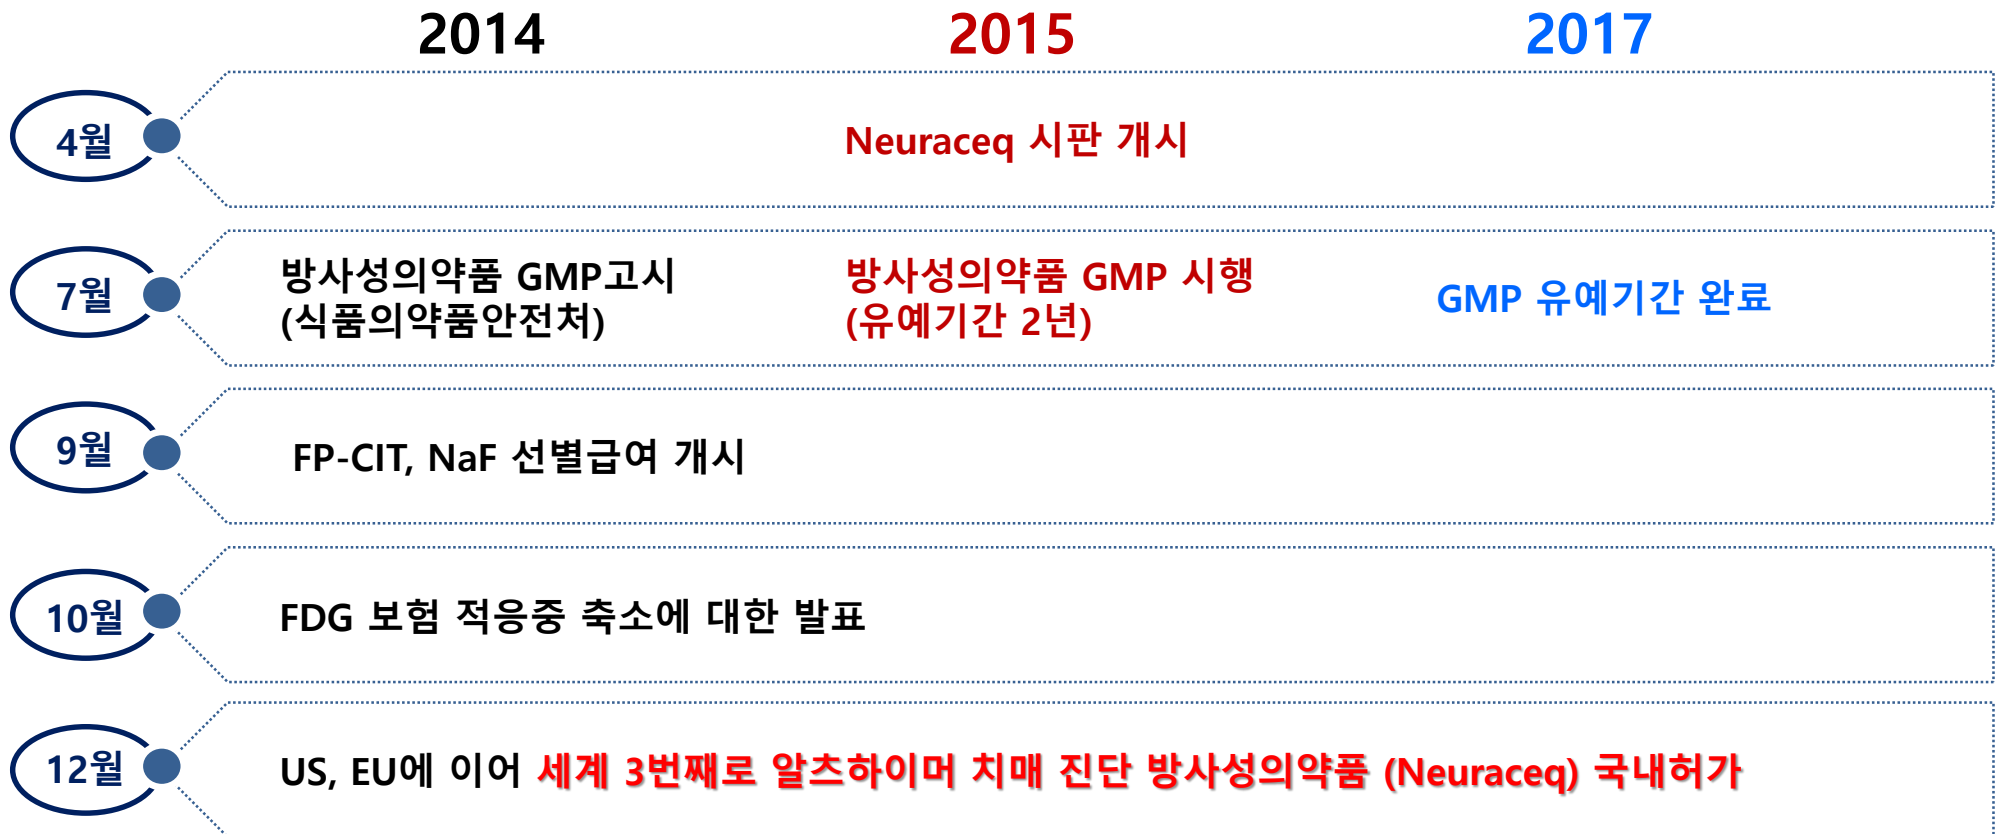 2014 2015 2017
4월
Neuraceq 시판 개시
7월
방사성의약품 GMP고시
(식품의약품안전처)
방사성의약품 GMP 시행
(유예기간 2년)
GMP 유예기간 완료
9월
FP-CIT, NaF 선별급여 개시
10월
FDG 보험 적응중 축소에 대한 발표
12월
US, EU에 이어 세계 3번째로 알츠하이머 치매 진단 방사성의약품 (Neuraceq) 국내허가